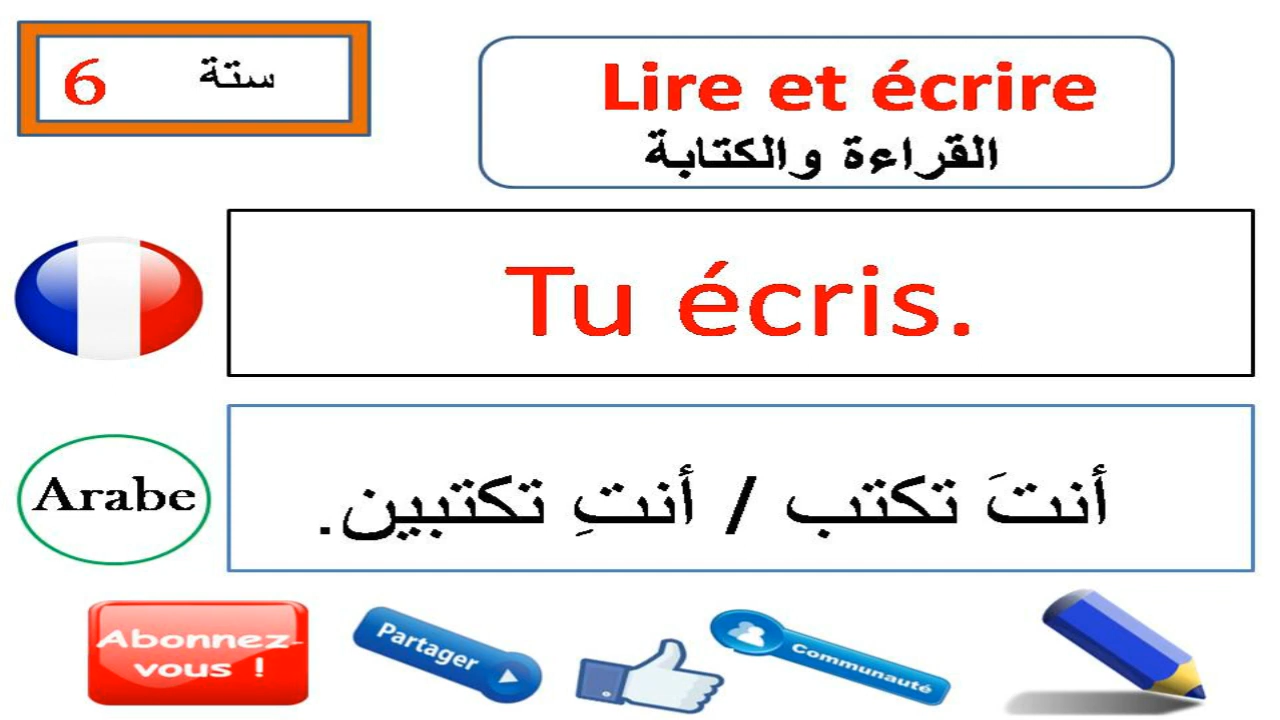 6 ستة
Lire et écrire
القراءة والكتابة
Tu écris.
Arabe
أنتَ تكتب / أنتِ تكتبين.
Abonnez-
vous !
Partager
Communauté